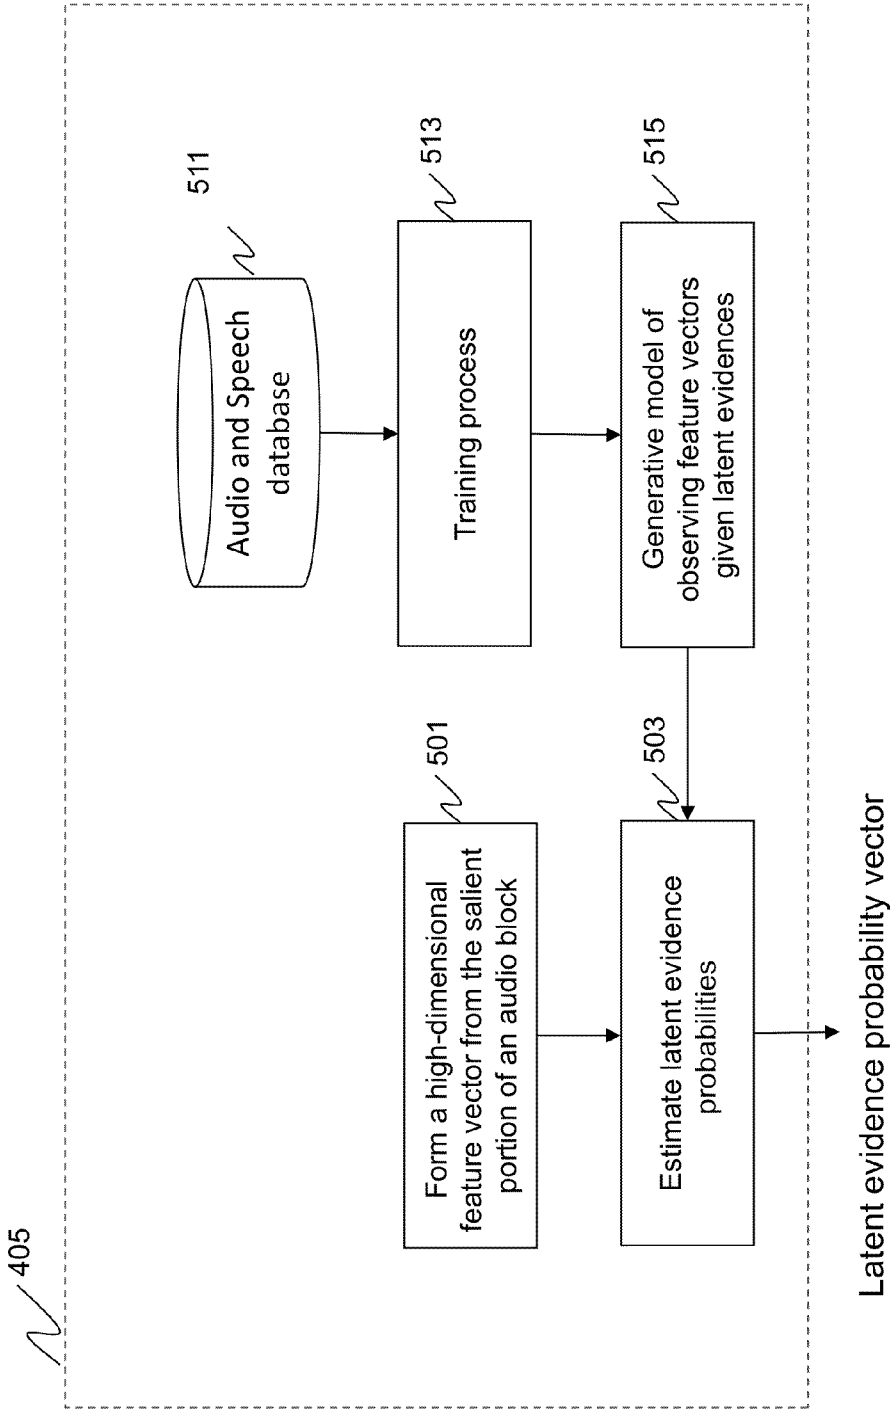 405
511
Audio and Speech
database
513
Training process
501
Form a high-dimensional
feature vector from the salient
portion of an audio block
515
Generative model of
observing feature vectors
given latent evidences
503
Estimate latent evidence
probabilities
Latent evidence probability vector